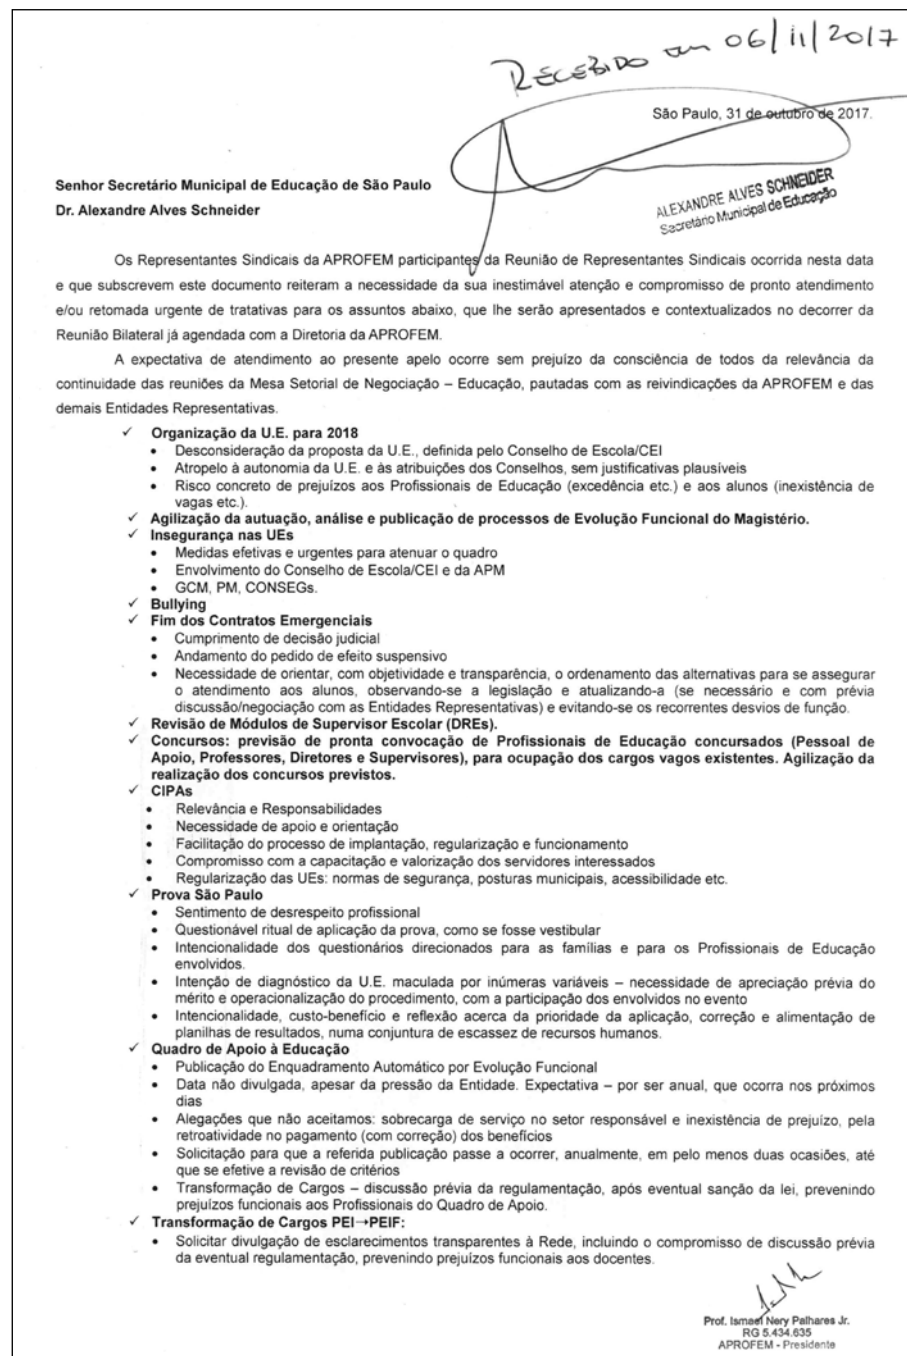 RECEBIDO em 06/11/2017
São Paulo, 31 de outubro de 2017.
Senhor Secretário Municipal de Educação de São Paulo
Dr. Alexandre Alves Schneider
ALEXANDRE ALVES SCHNEIDER
Secretário Municipal de Educação
Os Representantes Sindicais da APROFEM participantes da Reunião de Representantes Sindicais ocorrida nesta data
e que subscrevem este documento reiteram a necessidade da sua inestimável atenção e compromisso de pronto atendimento
e/ou retomada urgente de tratativas para os assuntos abaixo, que lhe serão apresentados e contextualizados no decorrer da
Reunião Bilateral já agendada com a Diretoria da APROFEM.
A expectativa de atendimento ao presente apelo ocorre sem prejuízo da consciência de todos da relevância da
continuidade das reuniões da Mesa Setorial de Negociação – Educação, pautadas com as reivindicações da APROFEM e das
demais Entidades Representativas.
✓ Organização da U.E. para 2018
• Desconsideração da proposta da U.E., definida pelo Conselho de Escola/CEI
• Atropelo à autonomia da U.E. e às atribuições dos Conselhos, sem justificativas plausíveis
• Risco concreto de prejuízos aos Profissionais de Educação (excedência etc.) e aos alunos (inexistência de
vagas etc.).
✓ Agilização da autuação, análise e publicação de processos de Evolução Funcional do Magistério.
✓ Insegurança nas UEs
• Medidas efetivas e urgentes para atenuar o quadro
• Envolvimento do Conselho de Escola/CEI e da APM
• GCM, PM, CONSEGs.
✓ Bullying
✓ Fim dos Contratos Emergenciais
• Cumprimento de decisão judicial
• Andamento do pedido de efeito suspensivo
• Necessidade de orientar, com objetividade e transparência, o ordenamento das alternativas para se assegurar
o atendimento aos alunos, observando-se a legislação e atualizando-a (se necessário e com prévia
discussão/negociação com as Entidades Representativas) e evitando-se os recorrentes desvios de função.
✓ Revisão de Módulos de Supervisor Escolar (DREs).
✓ Concursos: previsão de pronta convocação de Profissionais de Educação concursados (Pessoal de
Apoio, Professores, Diretores e Supervisores), para ocupação dos cargos vagos existentes. Agilização da
realização dos concursos previstos.
✓ CIPAs
• Relevância e Responsabilidades
• Necessidade de apoio e orientação
• Facilitação do processo de implantação, regularização e funcionamento
• Compromisso com a capacitação e valorização dos servidores interessados
• Regularização das UEs: normas de segurança, posturas municipais, acessibilidade etc.
✓ Prova São Paulo
• Sentimento de desrespeito profissional
• Questionável ritual de aplicação da prova, como se fosse vestibular
• Intencionalidade dos questionários direcionados para as famílias e para os Profissionais de Educação
envolvidos.
• Intenção de diagnóstico da U.E. maculada por inúmeras variáveis – necessidade de apreciação prévia do
mérito e operacionalização do procedimento, com a participação dos envolvidos no evento
• Intencionalidade, custo-benefício e reflexão acerca da prioridade da aplicação, correção e alimentação de
planilhas de resultados, numa conjuntura de escassez de recursos humanos.
✓ Quadro de Apoio à Educação
• Publicação do Enquadramento Automático por Evolução Funcional
• Data não divulgada, apesar da pressão da Entidade. Expectativa – por ser anual, que ocorra nos próximos
dias
• Alegações que não aceitamos: sobrecarga de serviço no setor responsável e inexistência de prejuízo, pela
retroatividade no pagamento (com correção) dos benefícios
• Solicitação para que a referida publicação passe a ocorrer, anualmente, em pelo menos duas ocasiões, até
que se efetive a revisão de critérios
• Transformação de Cargos – discussão prévia da regulamentação, após eventual sanção da lei, prevenindo
prejuízos funcionais aos Profissionais do Quadro de Apoio.
✓ Transformação de Cargos PEI→PEIF:
• Solicitar divulgação de esclarecimentos transparentes à Rede, incluindo o compromisso de discussão prévia
da eventual regulamentação, prevenindo prejuízos funcionais aos docentes.
Prof. Ismael Nery Palhares Jr.
RG 5.434.635
APROFEM - Presidente